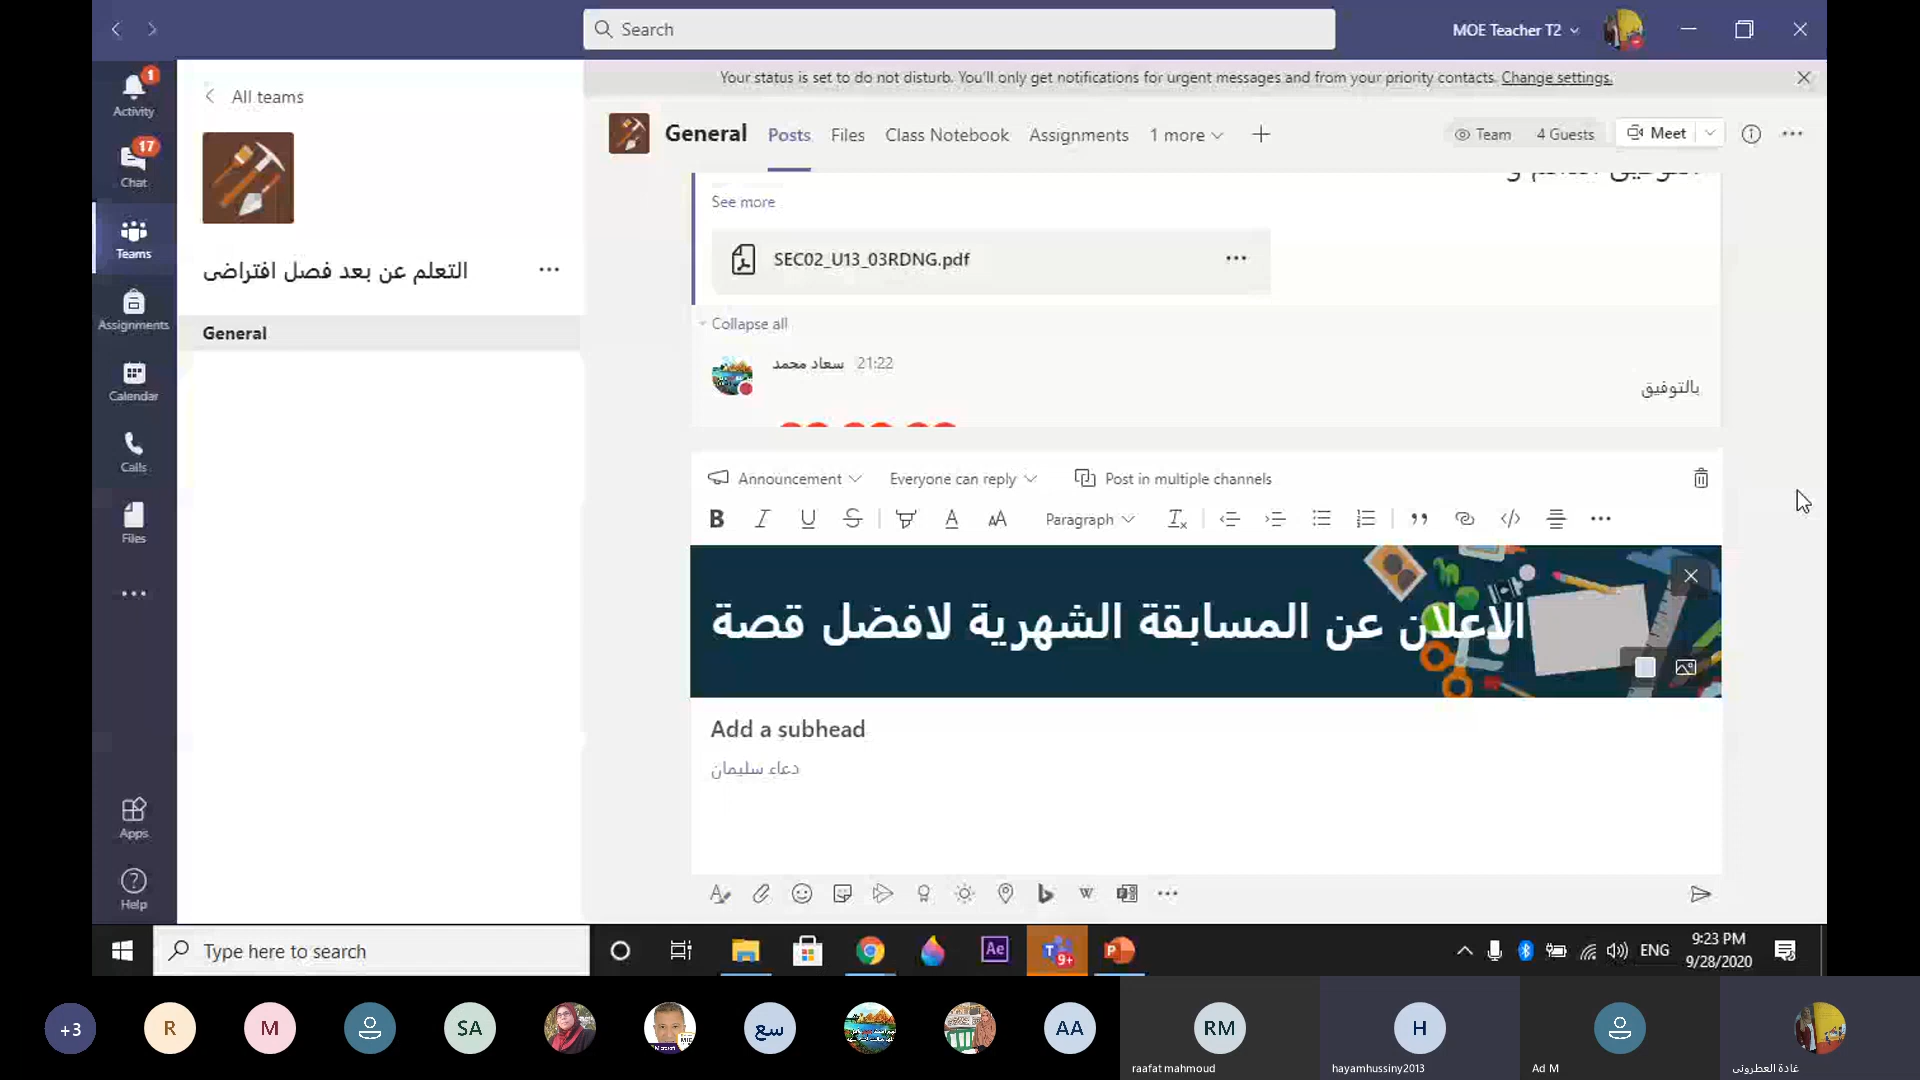 Search
MOE Teacher T2
Your status is set to do not disturb. You'll only get notifications for urgent messages and from your priority contacts. Change settings.
1
Activity
17
Chat
Teams
Assignments
Calendar
Calls
Files
Apps
Help
All teams
التعلم عن بعد فصل افتراضى
General
General
Posts
Files
Class Notebook
Assignments
1 more
Team
4 Guests
Meet
See more
SEC02_U13_03RDNG.pdf
Collapse all
سعاد محمد 21:22
بالتوفيق
Announcement
Everyone can reply
Post in multiple channels
Paragraph
الاعلان عن المسابقة الشهرية لافضل قصة
Add a subhead
دعاء سليمان
Type here to search
Ae
9+
ENG
9:23 PM
9/28/2020
+3
R
M
SA
سع
AA
RM
raafat mahmoud
H
hayamhussiny2013
Ad M
غادة العطرونى